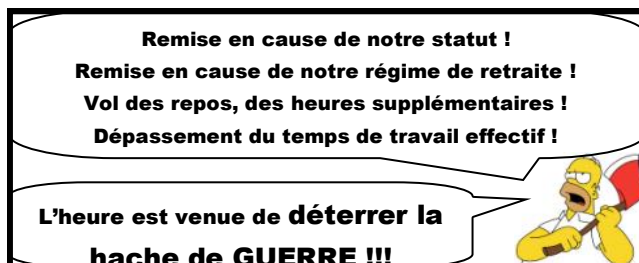 Remise en cause de notre statut !
Remise en cause de notre régime de retraite !
Vol des repos, des heures supplémentaires !
Dépassement du temps de travail effectif !
L’heure est venue de déterrer la
hache de GUERRE !!!